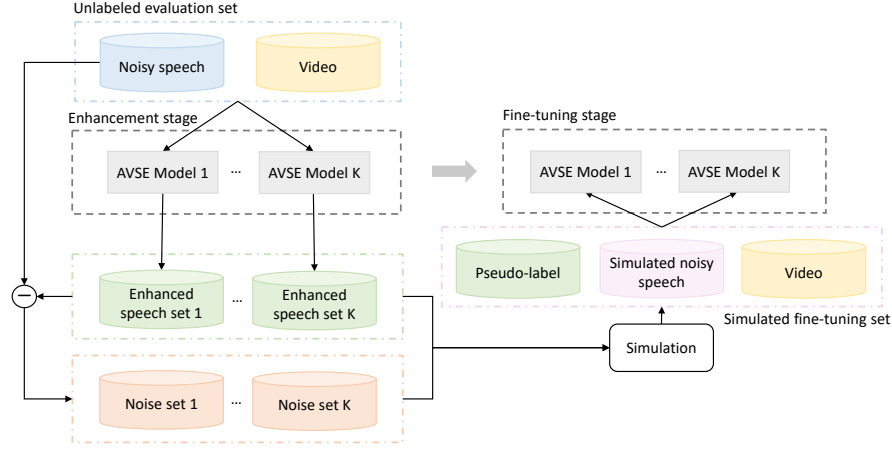 Unlabeled evaluation set
Noisy speech
Video
Enhancement stage
AVSE Model 1
...
AVSE Model K
Enhanced
speech set 1
...
Enhanced
speech set K
Noise set 1
...
Noise set K
Fine-tuning stage
AVSE Model 1
...
AVSE Model K
Pseudo-label
Simulated noisy
speech
Video
Simulated fine-tuning set
Simulation